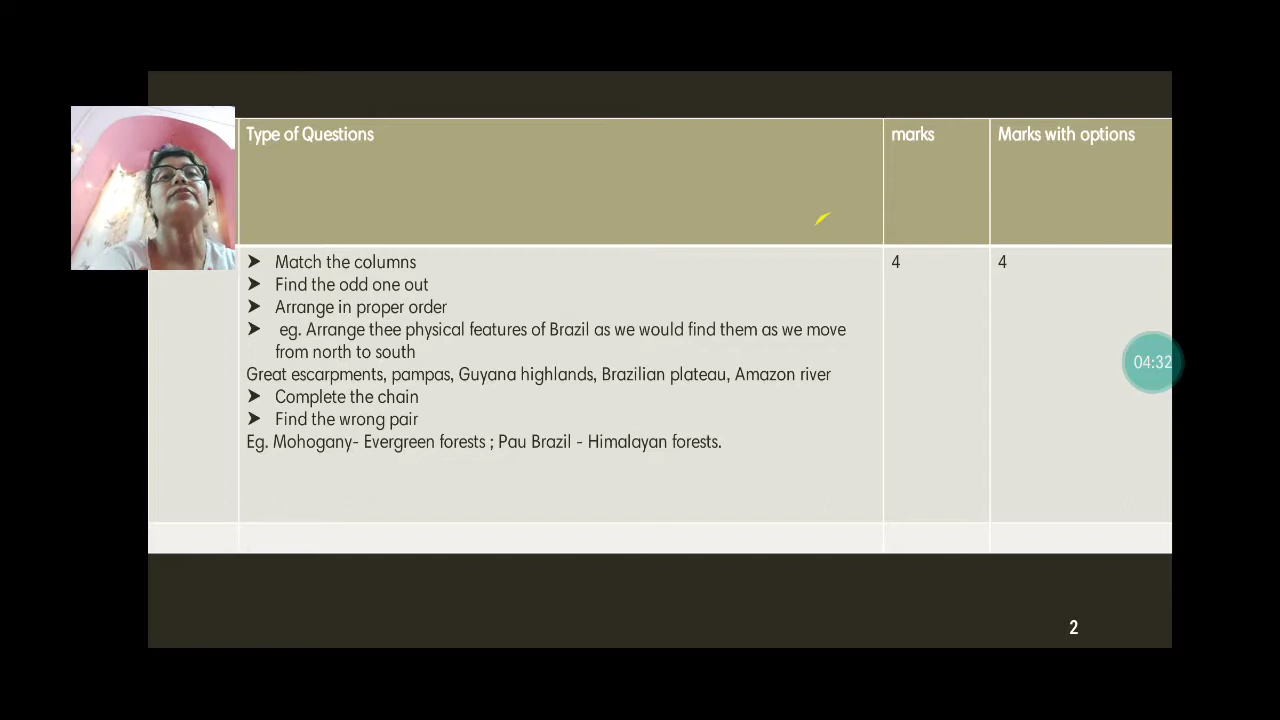 Type of Questions
marks
Marks with options
Match the columns
4
4
Find the odd one out
Arrange in proper order
eg. Arrange thee physical features of Brazil as we would find them as we move
from north to south
Great escarpments, pampas, Guyana highlands, Brazilian plateau, Amazon river
Complete the chain
Find the wrong pair
Eg. Mohogany- Evergreen forests ; Pau Brazil - Himalayan forests.
04:32
2